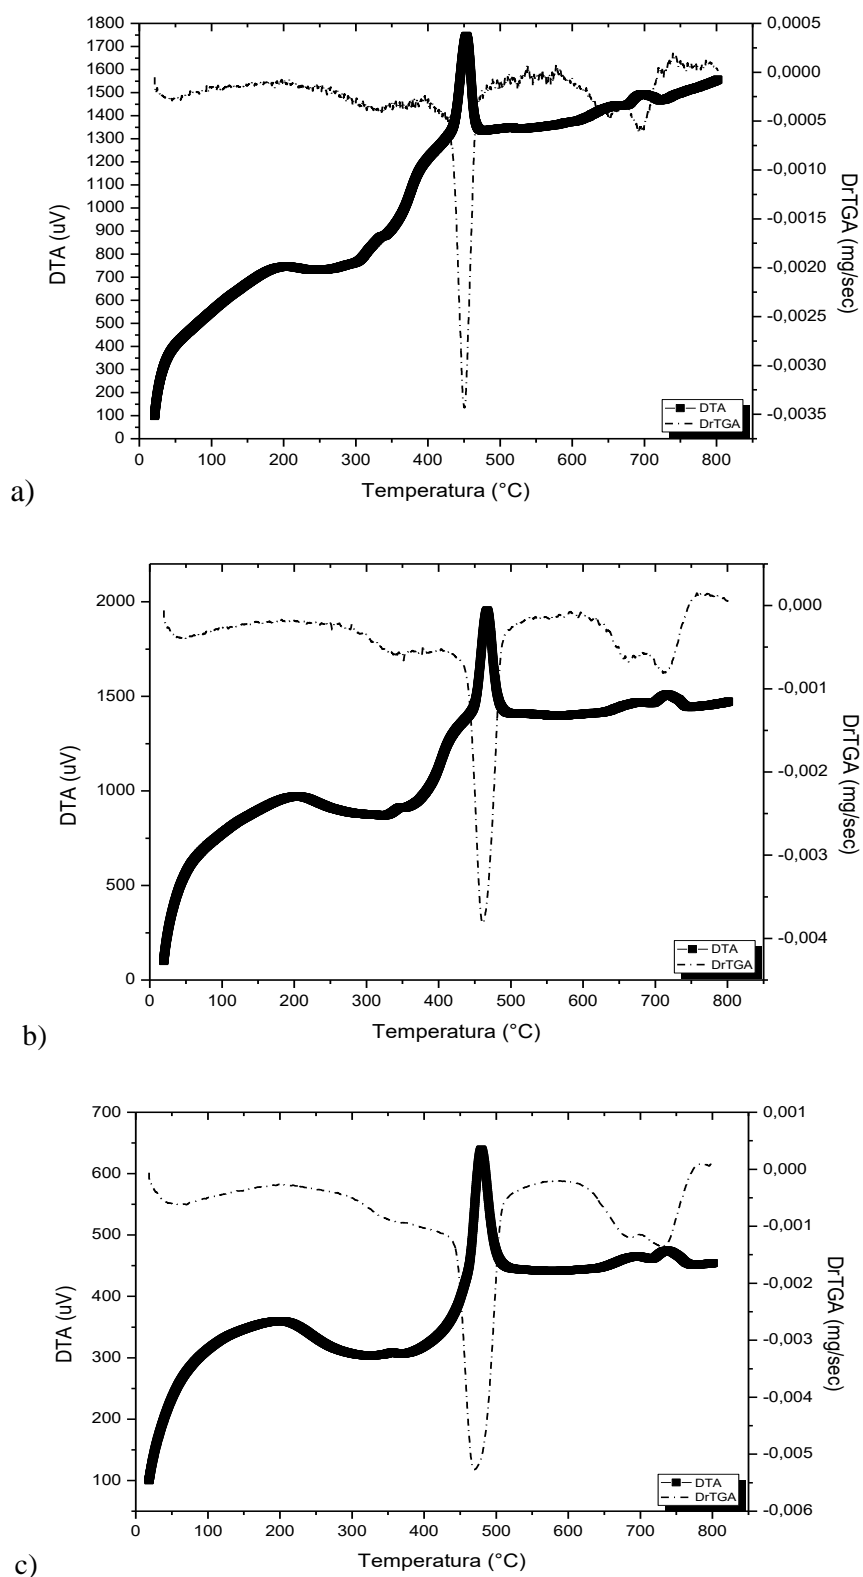 1800
1700
1600
1500
1400
1300
1200
1100
1000
900
800
700
600
500
400
300
200
100
0
DTA (uV)
0,0005
0,0000
-0,0005
-0,0010
-0,0015
-0,0020
-0,0025
-0,0030
-0,0035
DrTGA (mg/sec)
DTA
DrTGA
0 100 200 300 400 500 600 700 800
Temperatura (°C)
a)
2000
1500
1000
500
0
DTA (uV)
0,000
-0,001
-0,002
-0,003
-0,004
DrTGA (mg/sec)
DTA
DrTGA
0 100 200 300 400 500 600 700 800
Temperatura (°C)
b)
700
600
500
400
300
200
100
DTA (uV)
0,001
0,000
-0,001
-0,002
-0,003
-0,004
-0,005
-0,006
DrTGA (mg/sec)
DTA
DrTGA
0 100 200 300 400 500 600 700 800
Temperatura (°C)
c)